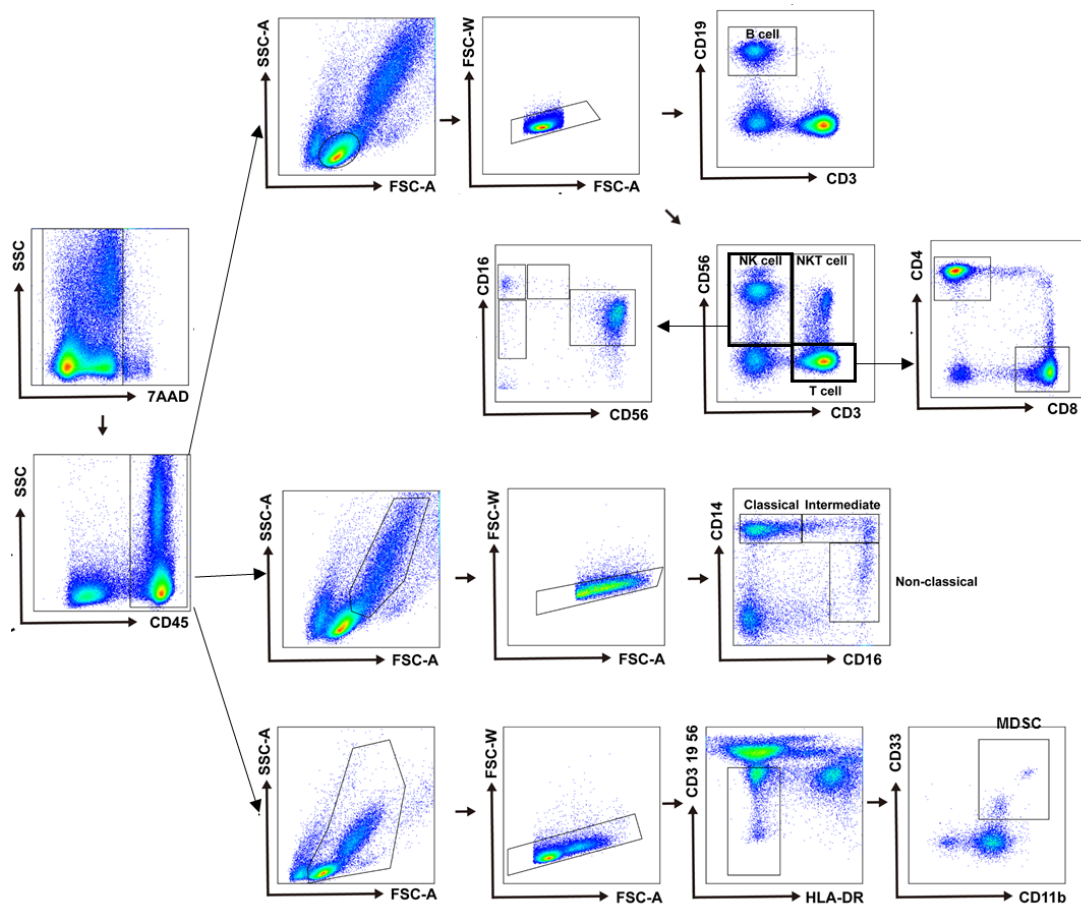 SSC-A
FSC-A
FSC-W
FSC-A
CD19
B cell
CD3
SSC
7AAD
CD16
CD56
CD56
NK cell
NKT cell
T cell
CD3
CD4
CD8
SSC
CD45
SSC-A
FSC-A
FSC-W
FSC-A
CD14
Classical
Intermediate
Non-classical
CD16
SSC-A
FSC-A
FSC-W
FSC-A
CD3 19 56
HLA-DR
CD33
MDSC
CD11b